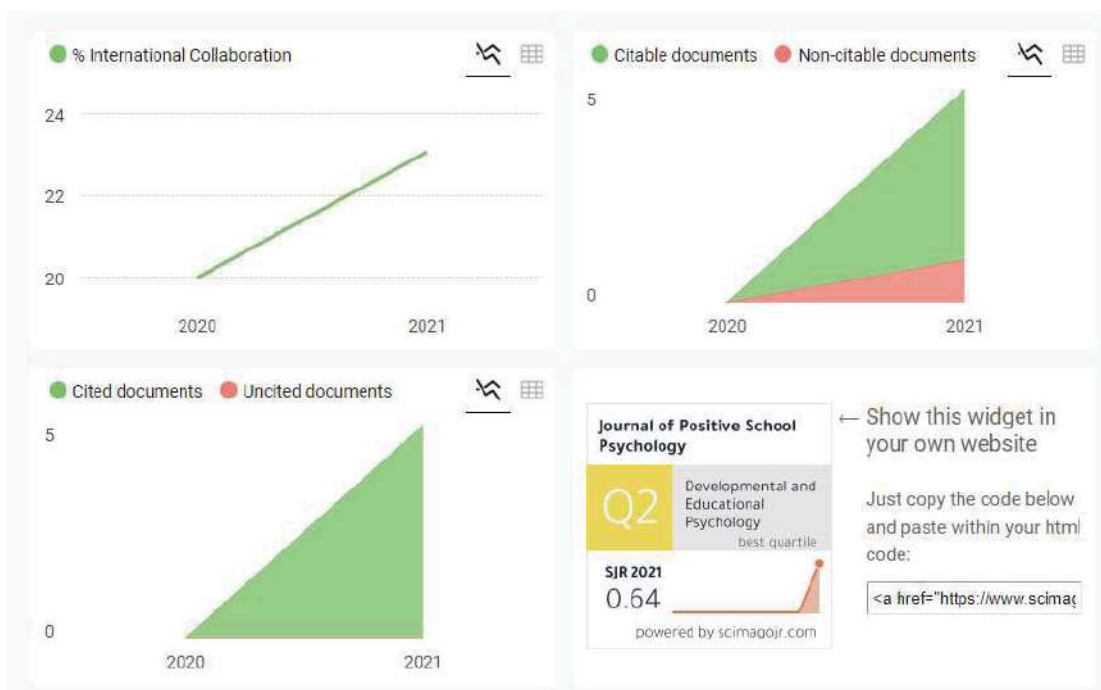 % International Collaboration
24
22
20
2020 2021
Citable documents Non-citable documents
5
0
2020 2021
Cited documents Uncited documents
5
0
2020 2021
Journal of Positive School
Psychology
Q2
Developmental and
Educational
Psychology
best quartile
SJR 2021
0.64
powered by scimagojr.com
← Show this widget in
your own website
Just copy the code below
and paste within your html
code:
<a href="https://www.scimag